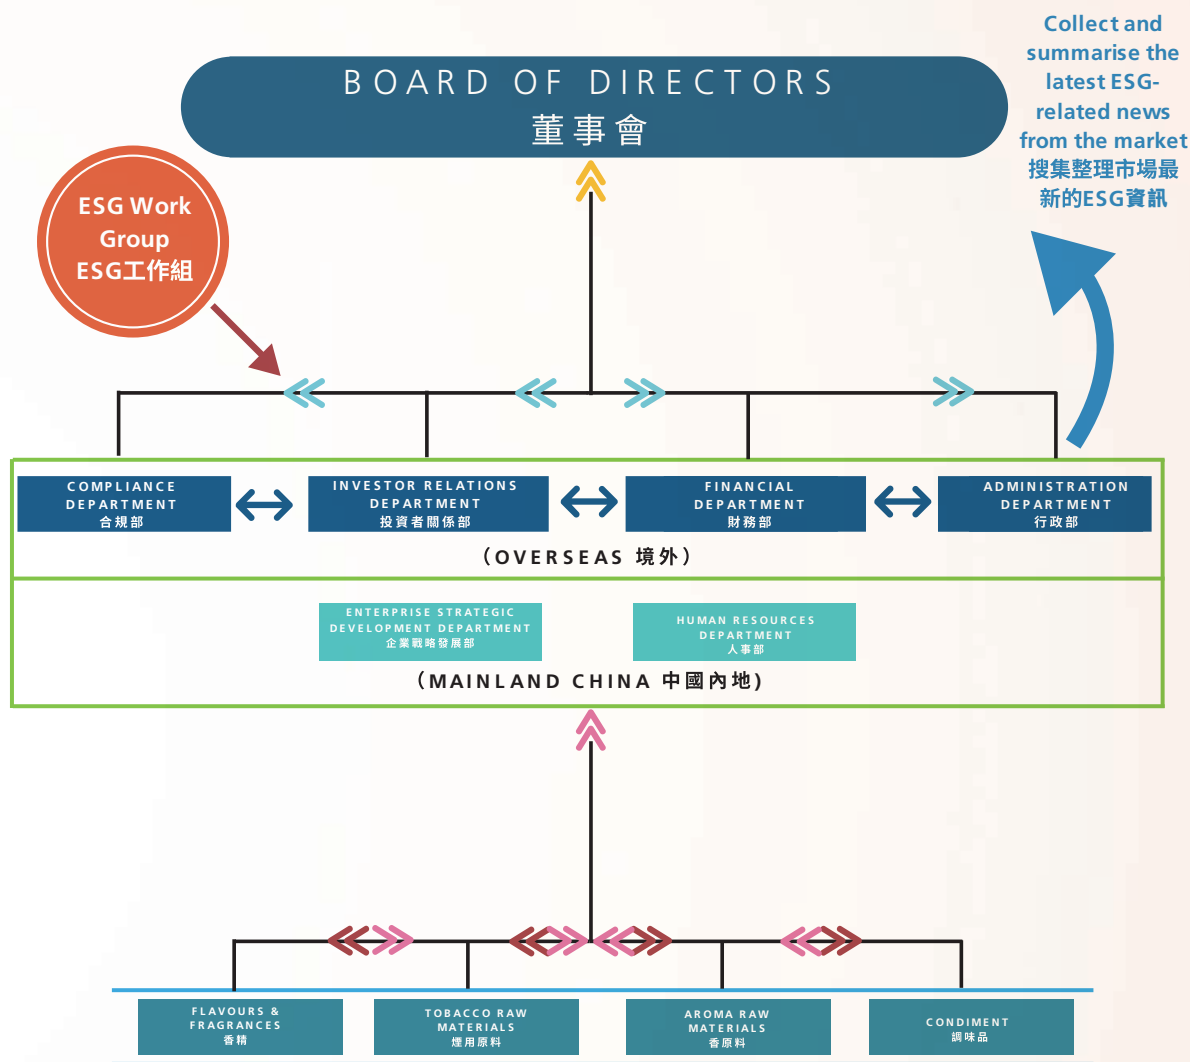 BOARD OF DIRECTORS
董事會
Collect and
summarise the
latest ESG-
related news
from the market
搜集整理市場最
新的ESG資訊
ESG Work
Group
ESG工作組
COMPLIANCE
DEPARTMENT
合規部
INVESTOR RELATIONS
DEPARTMENT
投資者關係部
FINANCIAL
DEPARTMENT
財務部
ADMINISTRATION
DEPARTMENT
行政部
（OVERSEAS 境外）
ENTERPRISE STRATEGIC
DEVELOPMENT DEPARTMENT
企業戰略發展部
HUMAN RESOURCES
DEPARTMENT
人事部
（MAINLAND CHINA 中國內地)
FLAVOURS &
FRAGRANCES
香精
TOBACCO RAW
MATERIALS
煙用原料
AROMA RAW
MATERIALS
香原料
CONDIMENT
調味品